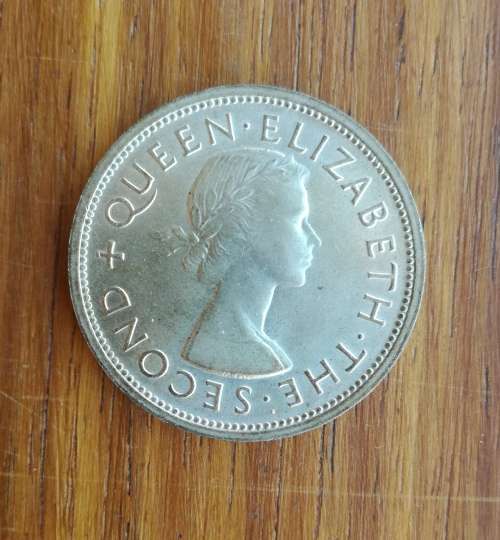 + QUEEN · ELIZABETH · THE · SECOND